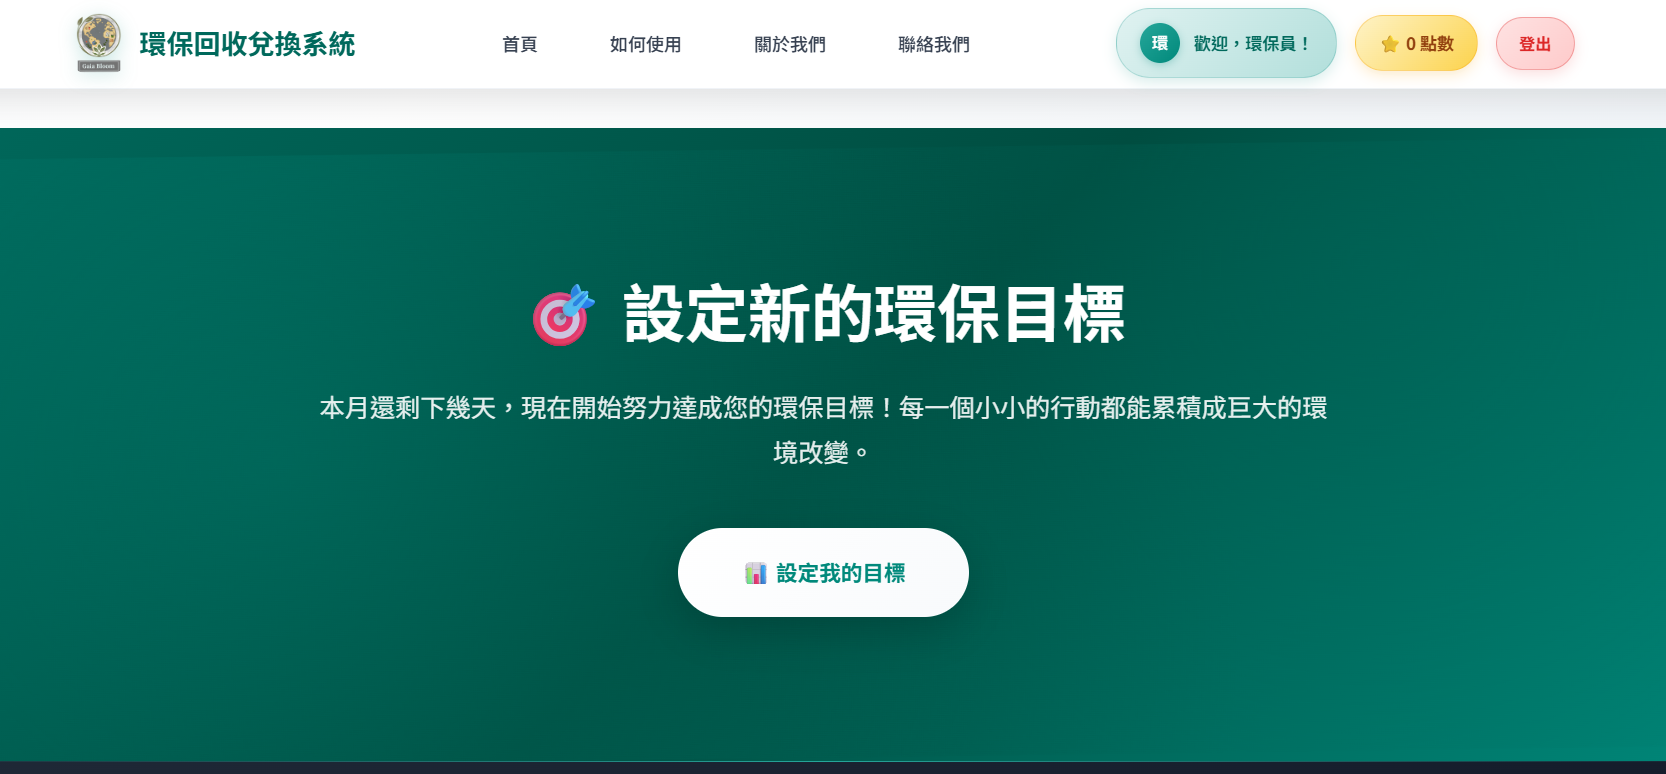 Gaia Bloom
環保回收兌換系統
首頁
如何使用
關於我們
聯絡我們
環
歡迎，環保員！
0 點數
登出
設定新的環保目標
本月還剩下幾天，現在開始努力達成您的環保目標！每一個小小的行動都能累積成巨大的環
境改變。
設定我的目標